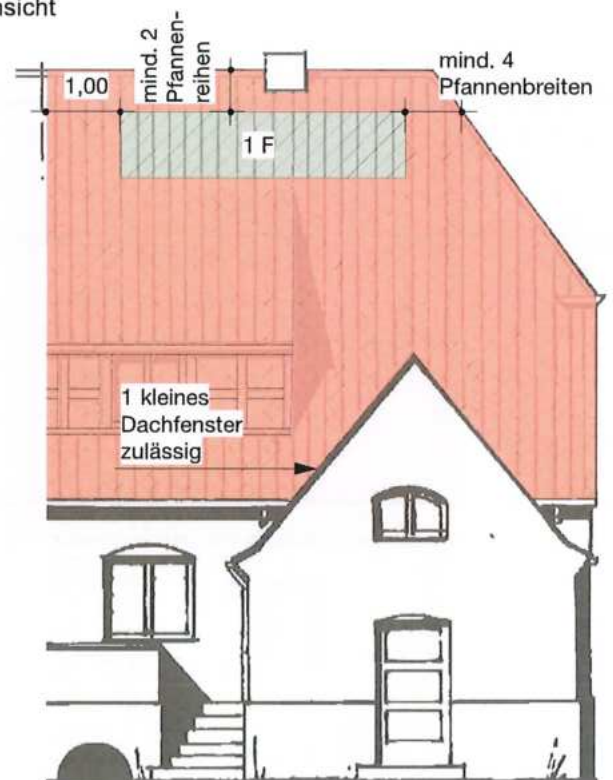 nsicht
1,00
mind. 2
Pfannen-
reihen
mind. 4
Pfannenbreiten
1 F
1 kleines
Dachfenster
zulässig